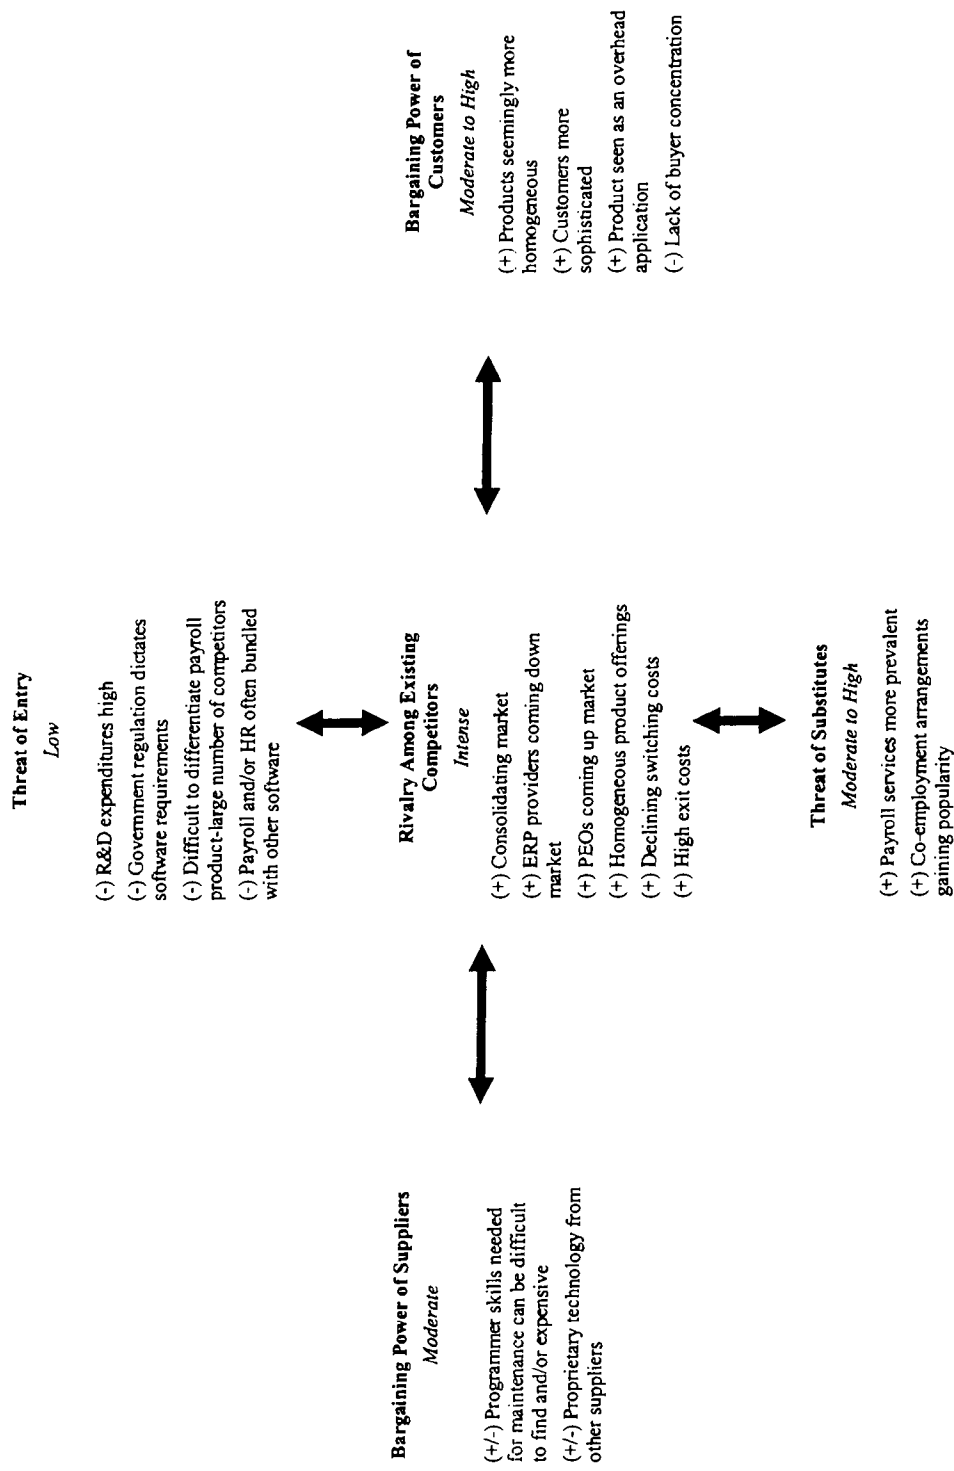 Threat of Entry
Low
(-) R&D expenditures high
(-) Government regulation dictates
software requirements
(-) Difficult to differentiate payroll
product-large number of competitors
(-) Payroll and/or HR often bundled
with other software
Bargaining Power of Suppliers
Moderate
(+/-) Programmer skills needed
for maintenance can be difficult
to find and/or expensive
(+/-) Proprietary technology from
other suppliers
Rivalry Among Existing
Competitors
Intense
(+) Consolidating market
(+) ERP providers coming down
market
(+) PEOs coming up market
(+) Homogeneous product offerings
(+) Declining switching costs
(+) High exit costs
Bargaining Power of
Customers
Moderate to High
(+) Products seemingly more
homogeneous
(+) Customers more
sophisticated
(+) Product seen as an overhead
application
(-) Lack of buyer concentration
Threat of Substitutes
Moderate to High
(+) Payroll services more prevalent
(+) Co-employment arrangements
gaining popularity